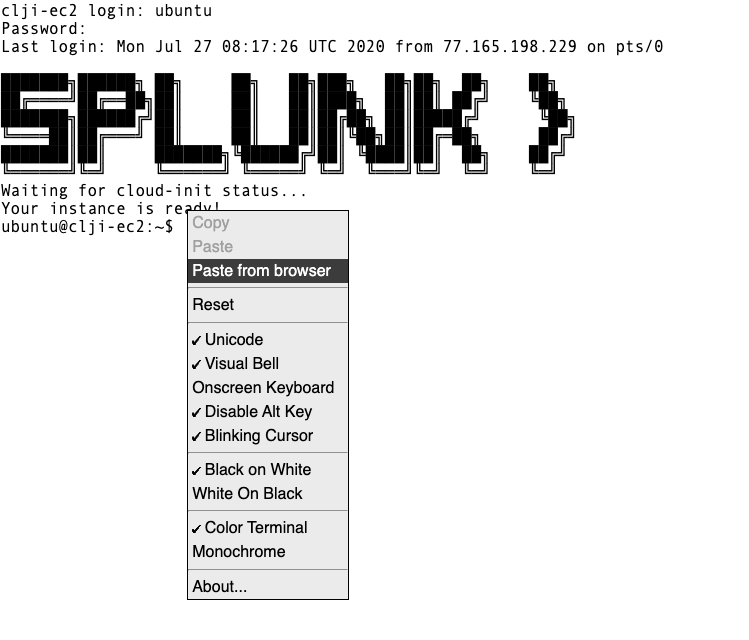 clji-ec2 login: ubuntu
Password:
Last login: Mon Jul 27 08:17:26 UTC 2020 from 77.165.198.229 on pts/0
SPLUNK >
Waiting for cloud-init status...
Your instance is ready!
ubuntu@clji-ec2:~$
Copy
Paste
Paste from browser
Reset
✓ Unicode
✓ Visual Bell
Onscreen Keyboard
✓ Disable Alt Key
✓ Blinking Cursor
✓ Black on White
White On Black
✓ Color Terminal
Monochrome
About...